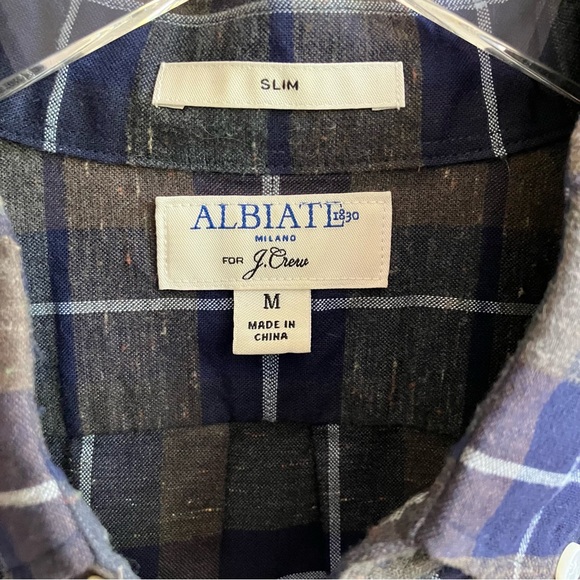 SLIM
ALBIATE 1830
MILANO
FOR J.Crew
M
MADE IN
CHINA